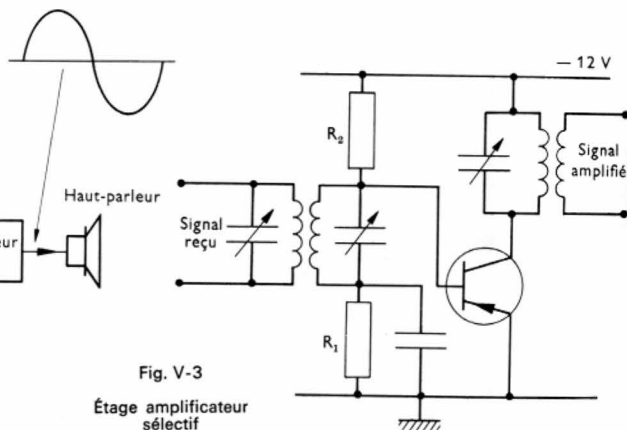 — 12 V
R₂
Signal
amplifié
Haut-parleur
Signal
reçu
eur
R₁
Fig. V-3
Étage amplificateur
sélectif